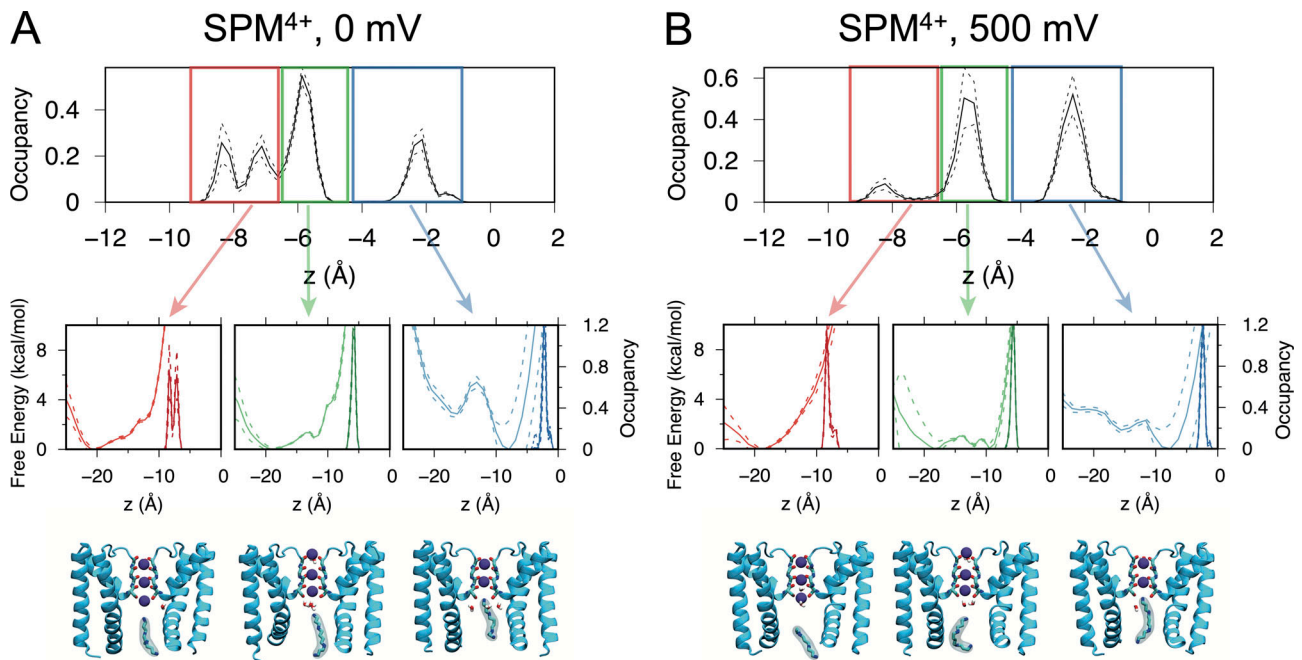 A
SPM⁴⁺, 0 mV
Occupancy
0.4
0.2
0
−12 −10 −8 −6 −4 −2 0 2
z (Å)
Free Energy (kcal/mol)
8
4
0
1.2
0.8
0.4
0
Occupancy
−20 −10 0
−20 −10 0
−20 −10 0
z (Å)
z (Å)
z (Å)
B
SPM⁴⁺, 500 mV
Occupancy
0.6
0.4
0.2
0
−12 −10 −8 −6 −4 −2 0 2
z (Å)
Free Energy (kcal/mol)
8
4
0
1.2
0.8
0.4
0
Occupancy
−20 −10 0
−20 −10 0
−20 −10 0
z (Å)
z (Å)
z (Å)